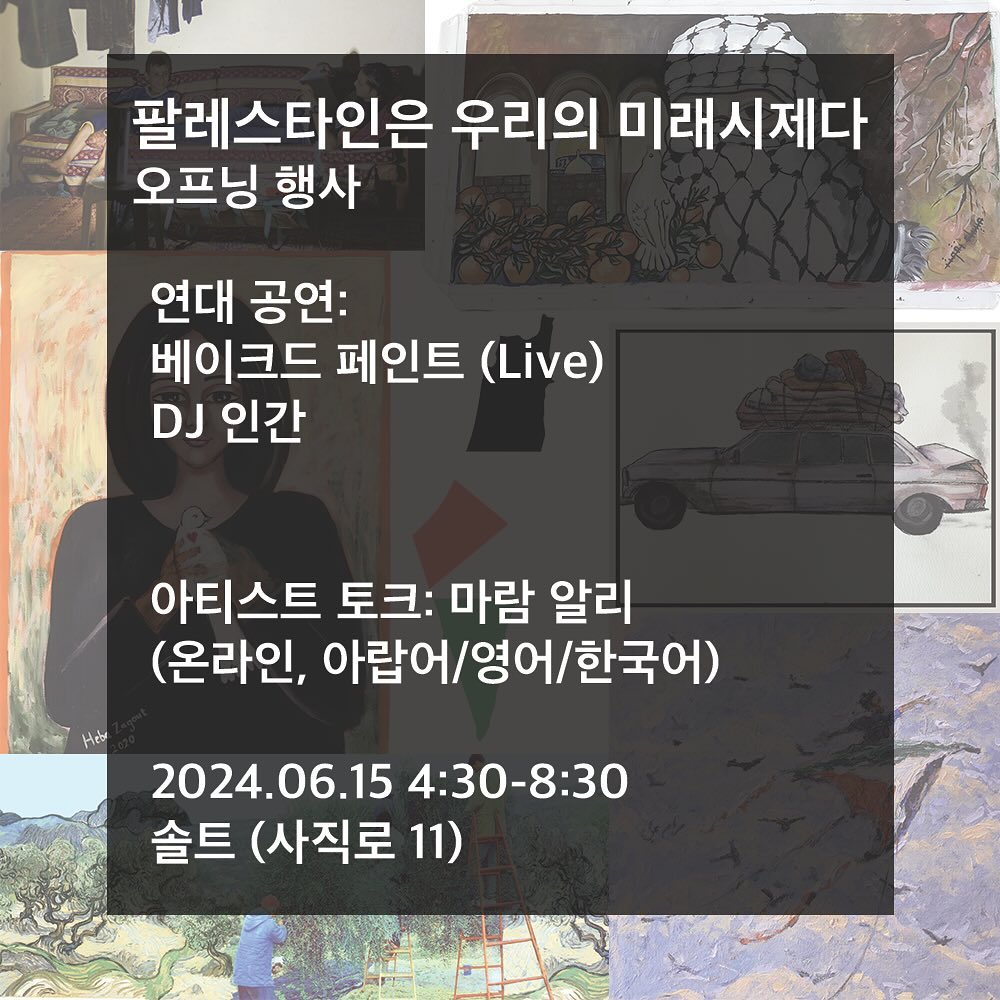 팔레스타인은 우리의 미래시제다
오프닝 행사
연대 공연:
베이크드 페인트 (Live)
DJ 인간
아티스트 토크: 마람 알리
(온라인, 아랍어/영어/한국어)
2024.06.15 4:30-8:30
솔트 (사직로 11)
Heba Zagout
2020